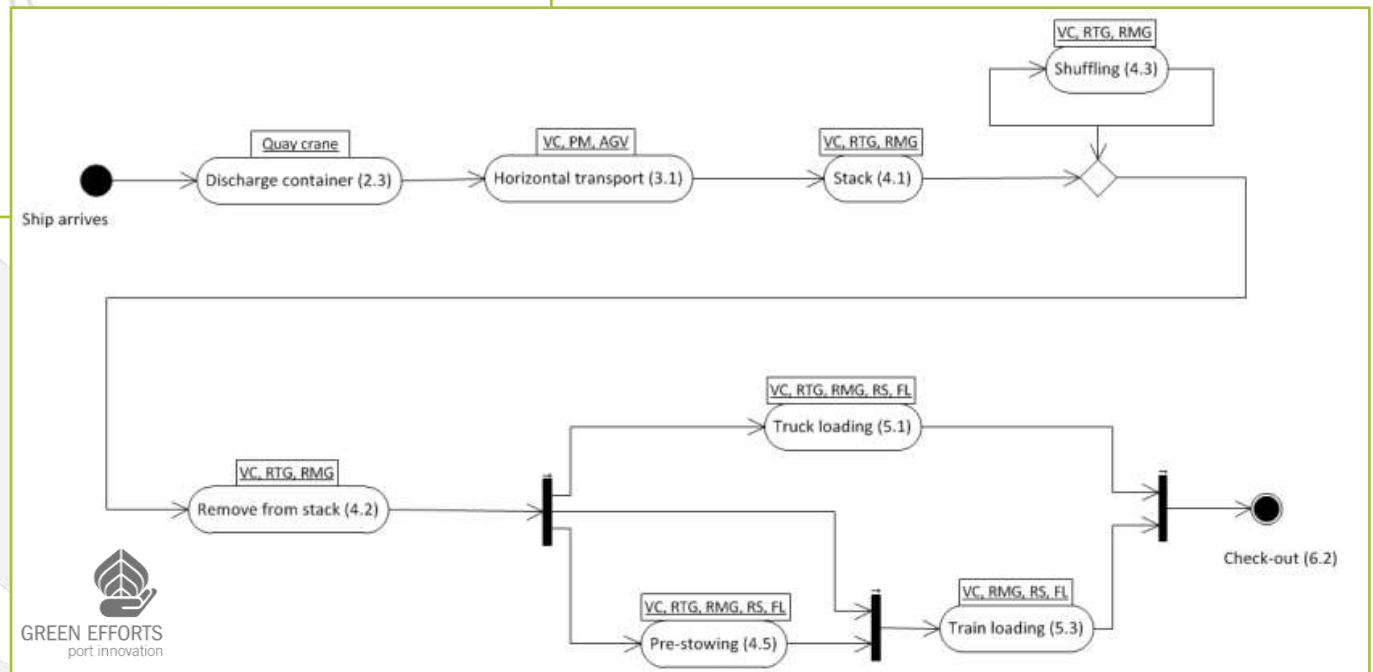 VC, RTG, RMG
Shuffling (4.3)
Quay crane
Discharge container (2.3)
VC, PM, AGV
Horizontal transport (3.1)
VC, RTG, RMG
Stack (4.1)
Ship arrives
VC, RTG, RMG, RS, FL
Truck loading (5.1)
VC, RTG, RMG
Remove from stack (4.2)
Check-out (6.2)
VC, RTG, RMG, RS, FL
Pre-stowing (4.5)
VC, RMG, RS, FL
Train loading (5.3)
GREEN EFFORTS
port innovation